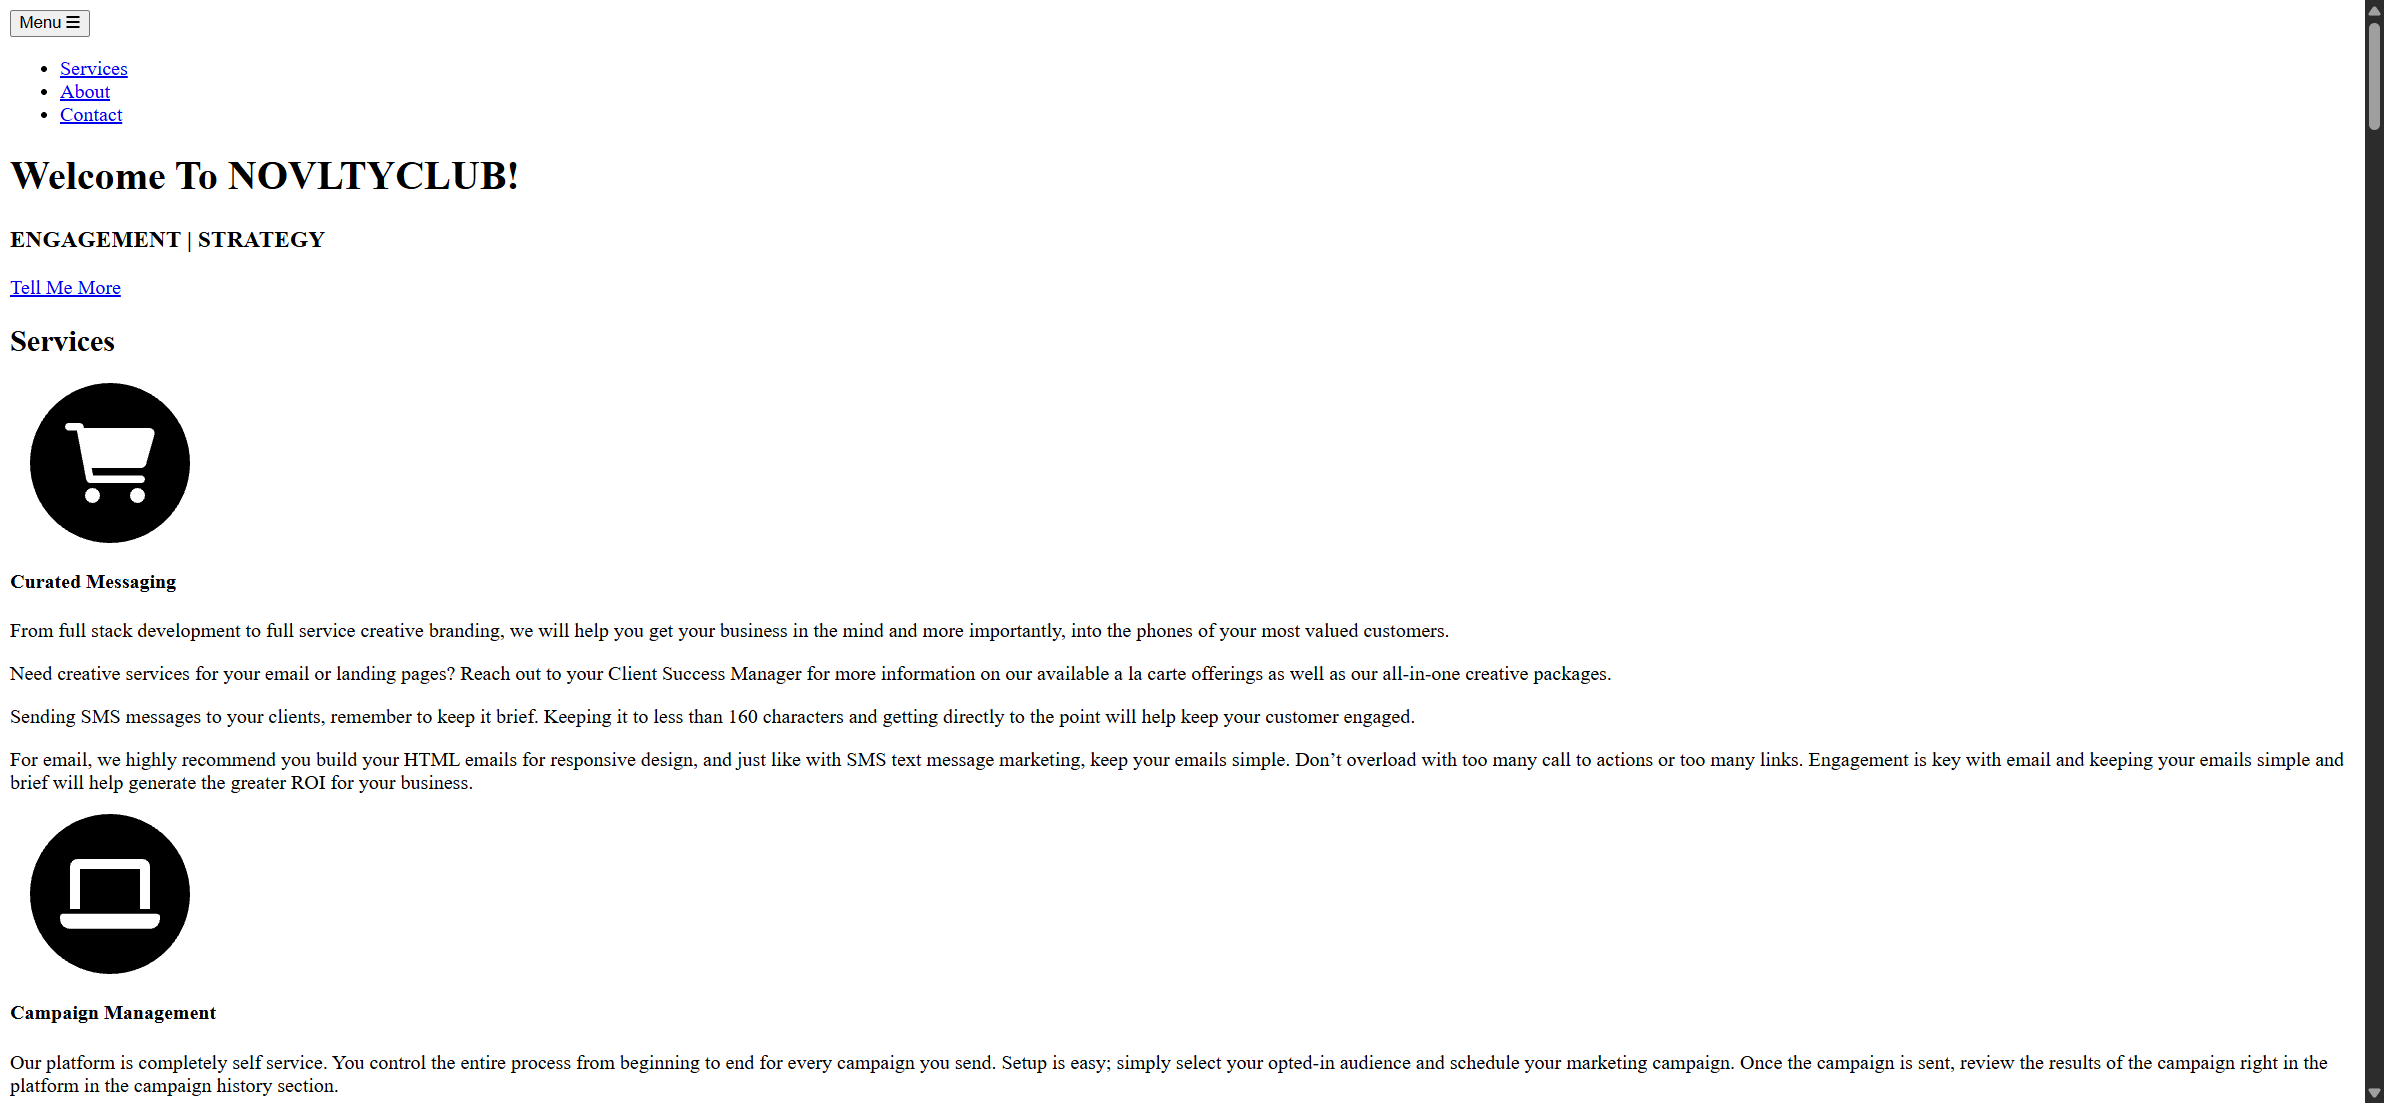 Menu ☰
Services
About
Contact
Welcome To NOVLTYCLUB!
ENGAGEMENT | STRATEGY
Tell Me More
Services
Curated Messaging
From full stack development to full service creative branding, we will help you get your business in the mind and more importantly, into the phones of your most valued customers.
Need creative services for your email or landing pages? Reach out to your Client Success Manager for more information on our available a la carte offerings as well as our all-in-one creative packages.
Sending SMS messages to your clients, remember to keep it brief. Keeping it to less than 160 characters and getting directly to the point will help keep your customer engaged.
For email, we highly recommend you build your HTML emails for responsive design, and just like with SMS text message marketing, keep your emails simple. Don’t overload with too many call to actions or too many links. Engagement is key with email and keeping your emails simple and
brief will help generate the greater ROI for your business.
Campaign Management
Our platform is completely self service. You control the entire process from beginning to end for every campaign you send. Setup is easy; simply select your opted-in audience and schedule your marketing campaign. Once the campaign is sent, review the results of the campaign right in the
platform in the campaign history section.